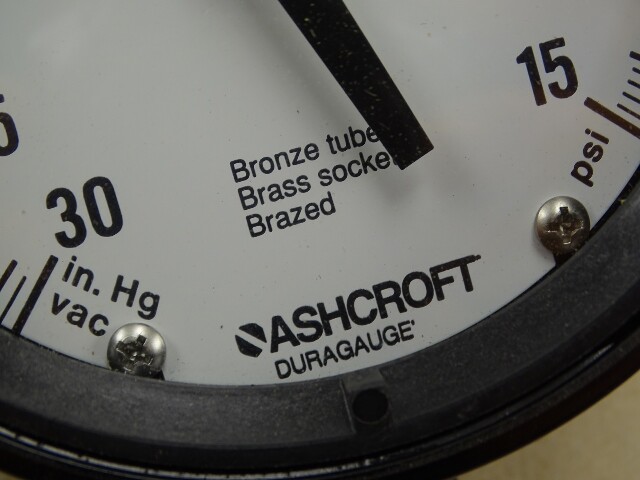 15
psi
Bronze tube
Brass socke
Brazed
30
in. Hg
vac
ASHCROFT
DURAGAUGE